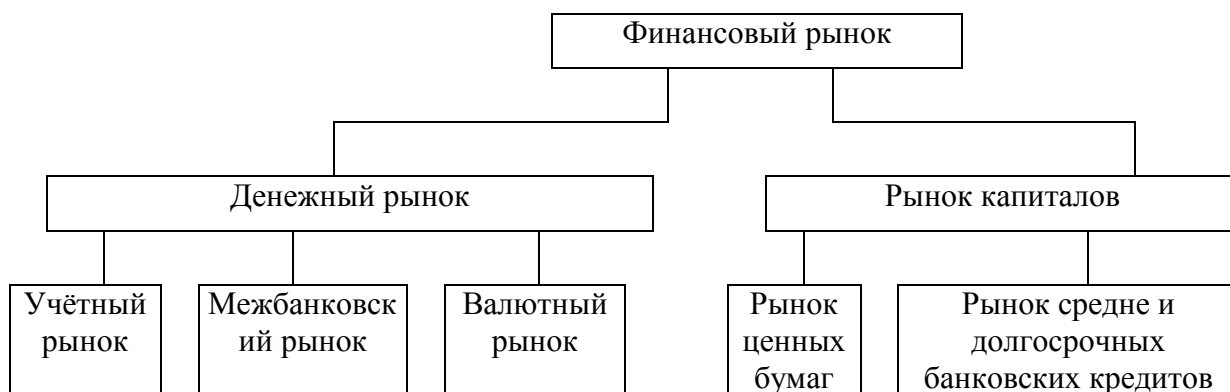 Финансовый рынок
Денежный рынок
Рынок капиталов
Учётный
рынок
Межбанковск
ий рынок
Валютный
рынок
Рынок
ценных
бумаг
Рынок средне и
долгосрочных
банковских кредитов